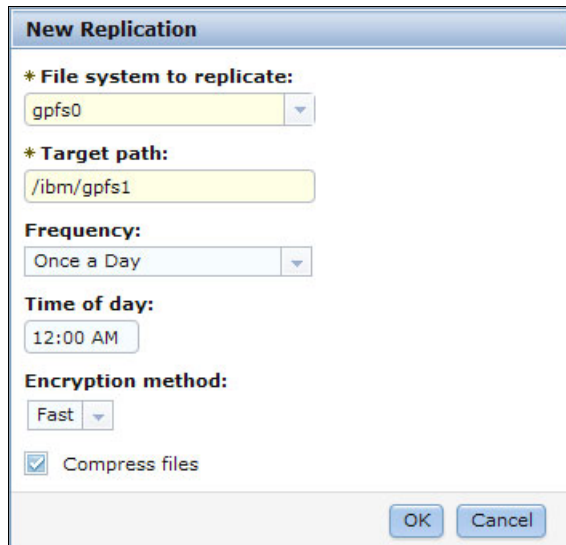 New Replication
* File system to replicate:
gpfs0
* Target path:
/ibm/gpfs1
Frequency:
Once a Day
Time of day:
12:00 AM
Encryption method:
Fast
Compress files
OK Cancel